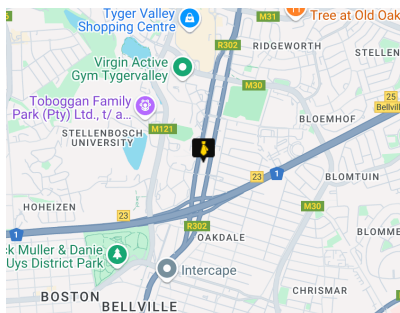 Tyger Valley
Shopping Centre
M31
Tree at Old Oak
R302
RIDGEWORTH
STELLEN
Virgin Active
Gym Tygervalley
M30
25
Bellvill
Toboggan Family
Park (Pty) Ltd., t/ a...
M121
STELLENBOSCH
UNIVERSITY
BLOEMHOF
23
1
BLOMTUIN
HOHEIZEN
23
M30
1
R302
OAKDALE
BLOMME
ck Muller & Danie
Uys District Park
Intercape
CHRISMAR
BOSTON
BELLVILLE